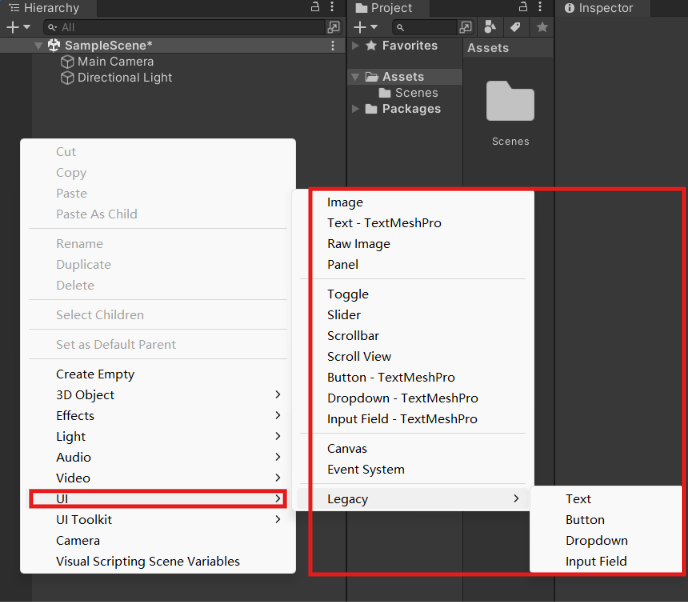 Hierarchy
All
SampleScene*
Main Camera
Directional Light
Project
Favorites
Assets
Scenes
Packages
Assets
Scenes
Inspector
Cut
Copy
Paste
Paste As Child
Rename
Duplicate
Delete
Select Children
Set as Default Parent
Create Empty
3D Object
Effects
Light
Audio
Video
UI
UI Toolkit
Camera
Visual Scripting Scene Variables
Image
Text - TextMeshPro
Raw Image
Panel
Toggle
Slider
Scrollbar
Scroll View
Button - TextMeshPro
Dropdown - TextMeshPro
Input Field - TextMeshPro
Canvas
Event System
Legacy
Text
Button
Dropdown
Input Field